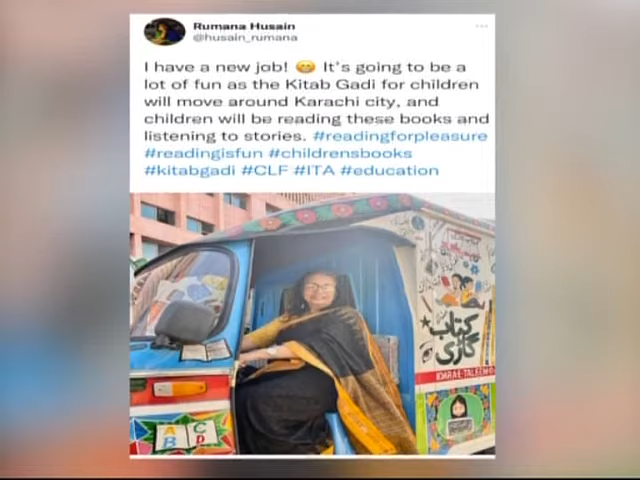 Rumana Husain
@husain_rumana
I have a new job! 😁 It's going to be a
lot of fun as the Kitab Gadi for children
will move around Karachi city, and
children will be reading these books and
listening to stories. #readingforpleasure
#readingisfun #childrensbooks
#kitabgadi #CLF #ITA #education
کتاب
گاڑی
IDARA-E-TALEEM
A B C D